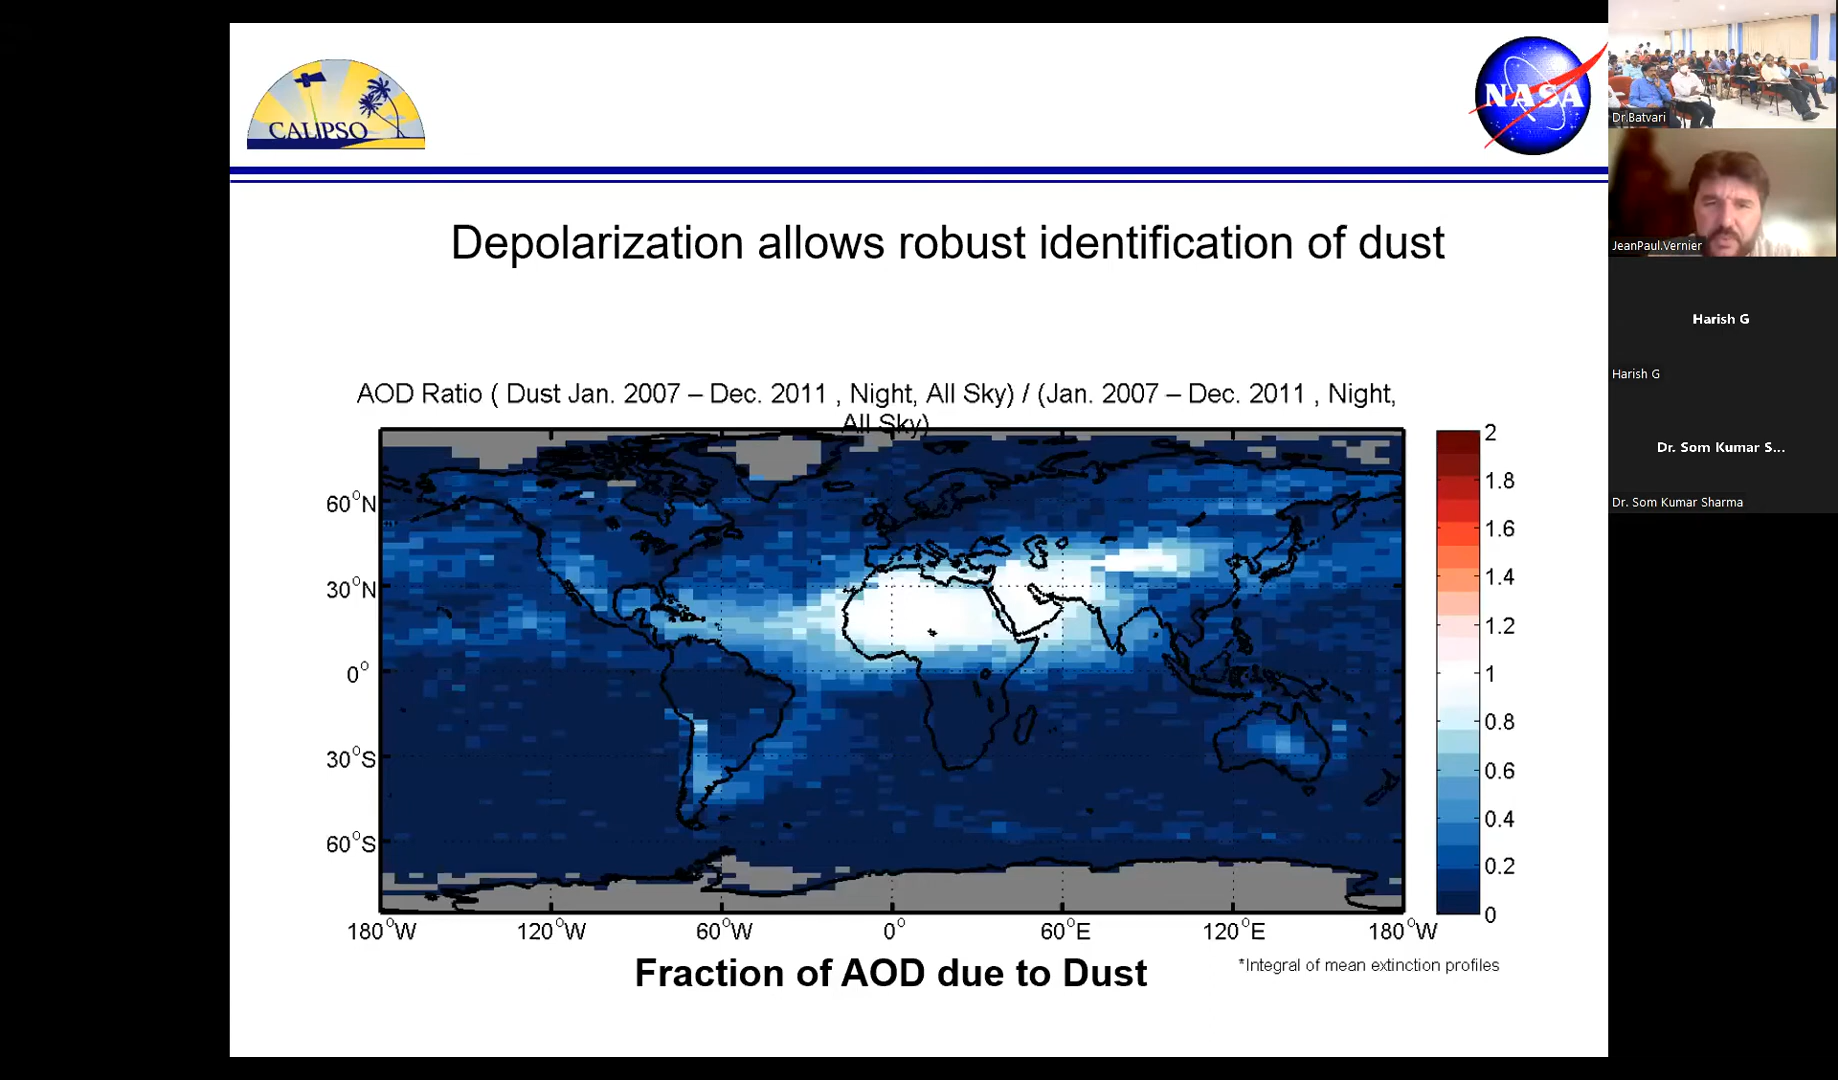 CALIPSO
NASA
Depolarization allows robust identification of dust
AOD Ratio ( Dust Jan. 2007 – Dec. 2011 , Night, All Sky) / (Jan. 2007 – Dec. 2011 , Night,
All Sky)
2
1.8
1.6
1.4
1.2
1
0.8
0.6
0.4
0.2
0
60°N
30°N
0°
30°S
60°S
180°W 120°W 60°W 0° 60°E 120°E 180°W
Fraction of AOD due to Dust
*Integral of mean extinction profiles
Dr.Batvari
JeanPaul.Vernier
Harish G
Harish G
Dr. Som Kumar S...
Dr. Som Kumar Sharma